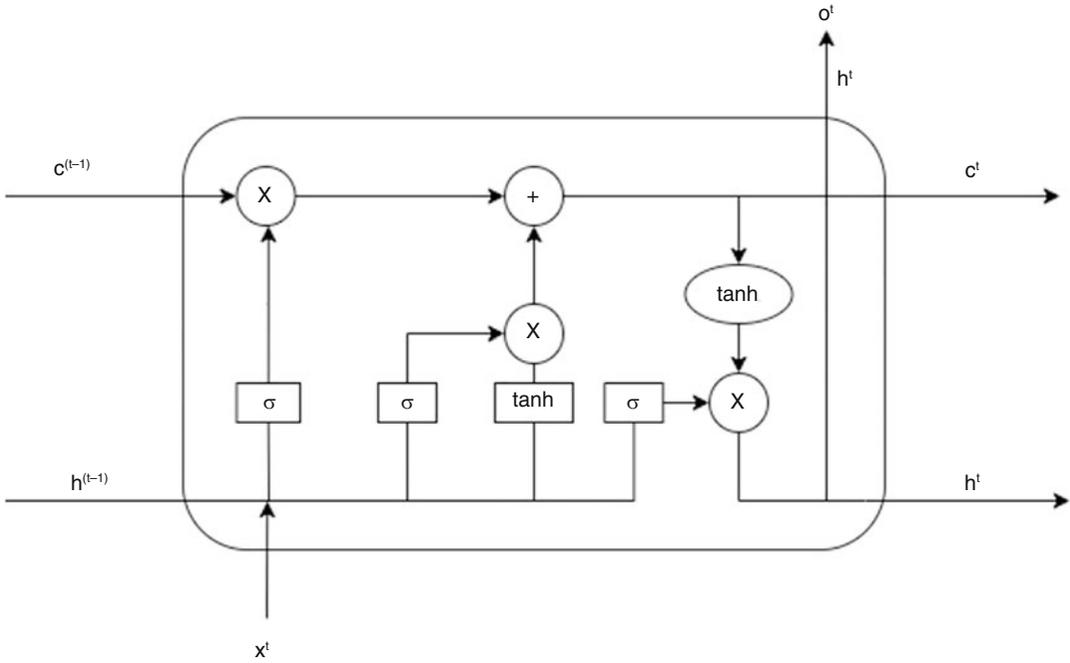 oᵗ
hᵗ
c⁽ᵗ⁻¹⁾
cᵗ
X
+
tanh
X
σ
σ
tanh
σ
X
h⁽ᵗ⁻¹⁾
hᵗ
xᵗ